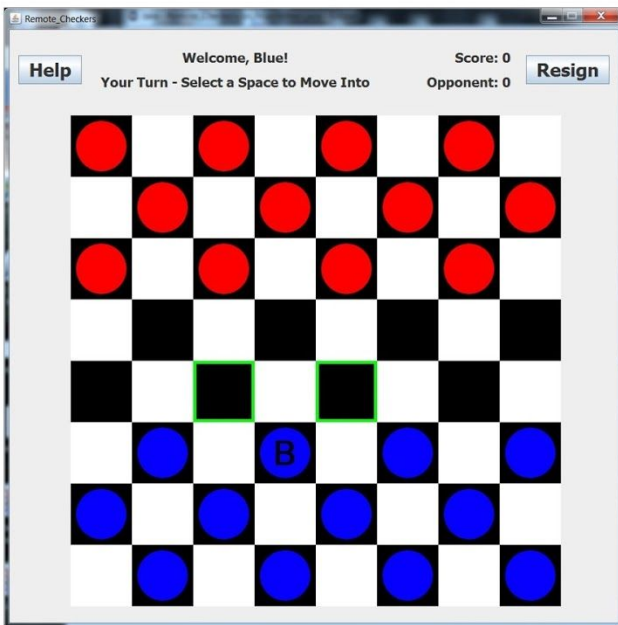 Remote_Checkers
Help
Welcome, Blue!
Your Turn - Select a Space to Move Into
Score: 0
Opponent: 0
Resign
B